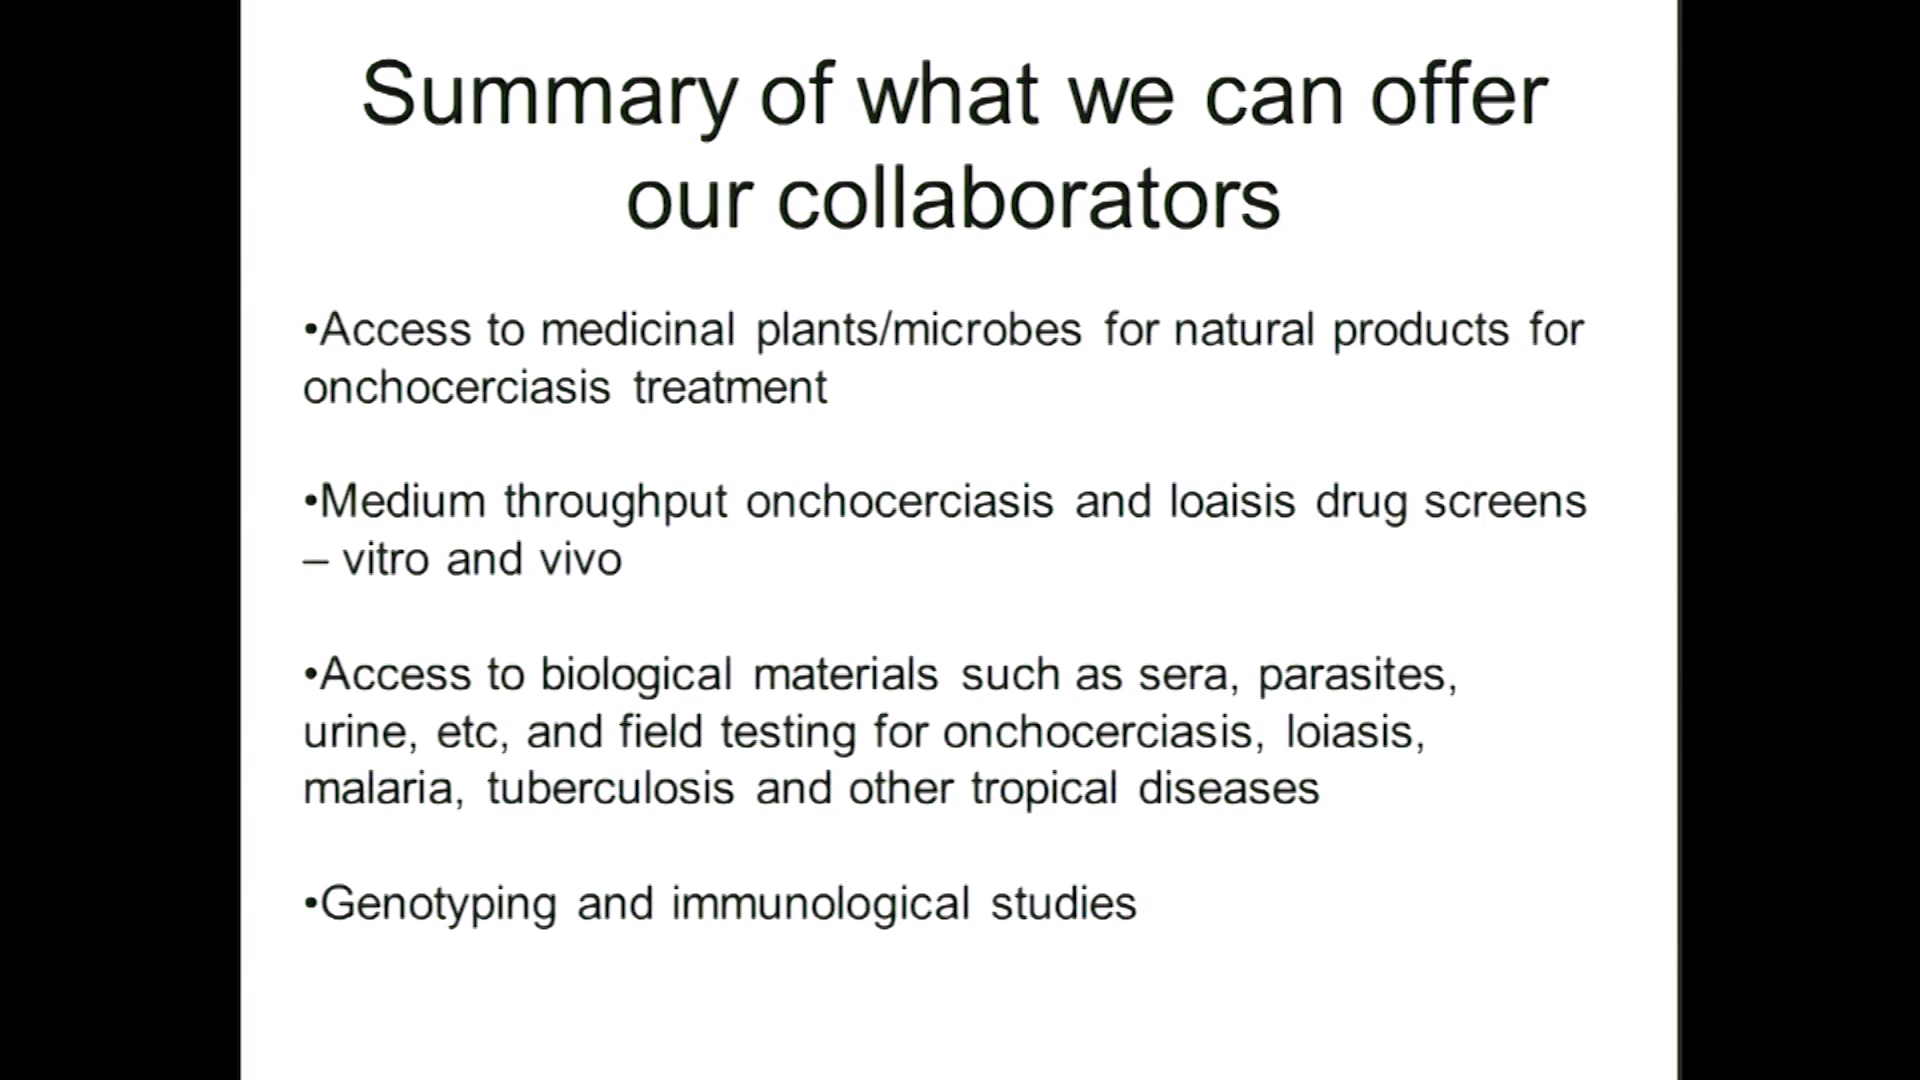 Summary of what we can offer
our collaborators
•Access to medicinal plants/microbes for natural products for
onchocerciasis treatment
•Medium throughput onchocerciasis and loaisis drug screens
– vitro and vivo
•Access to biological materials such as sera, parasites,
urine, etc, and field testing for onchocerciasis, loiasis,
malaria, tuberculosis and other tropical diseases
•Genotyping and immunological studies